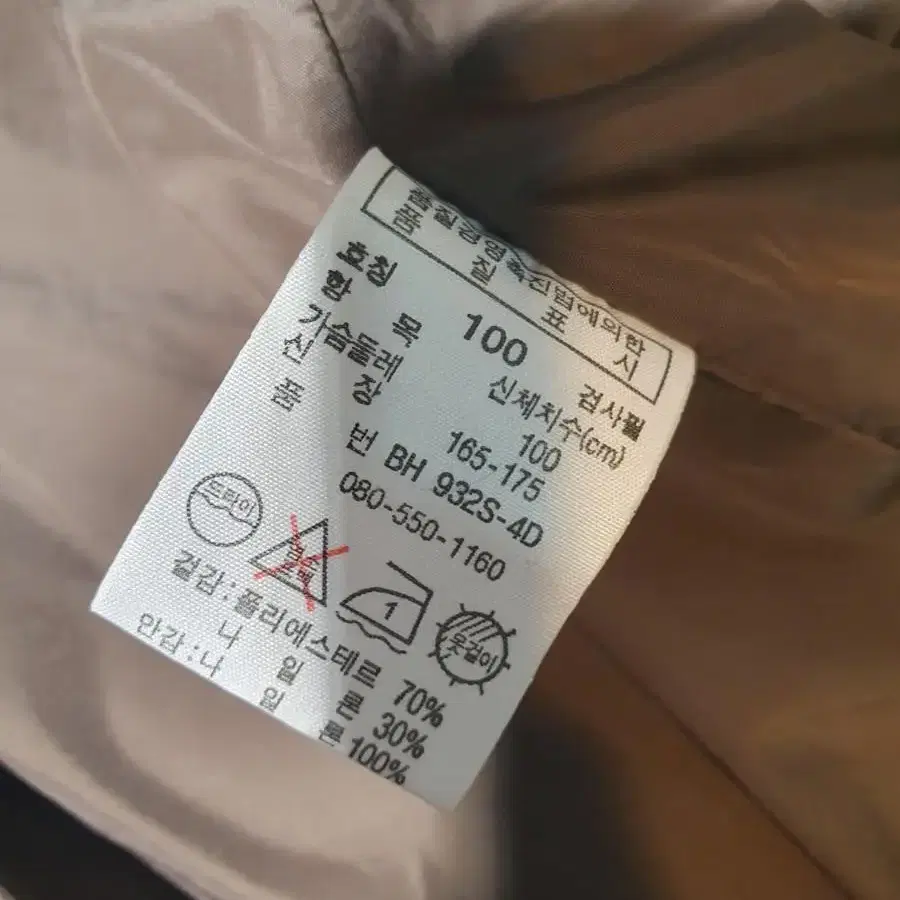 품질경영촉진법에의한
품 질 표 시
호칭 100 검사필
항 목 신체치수(cm)
가슴둘레 100
신 장 165-175
품 번 BH 932S-4D
080-550-1160
드라이
1
옷걸이
겉감:폴리에스테르 70%
나 일 론 30%
안감:나 일 론 100%